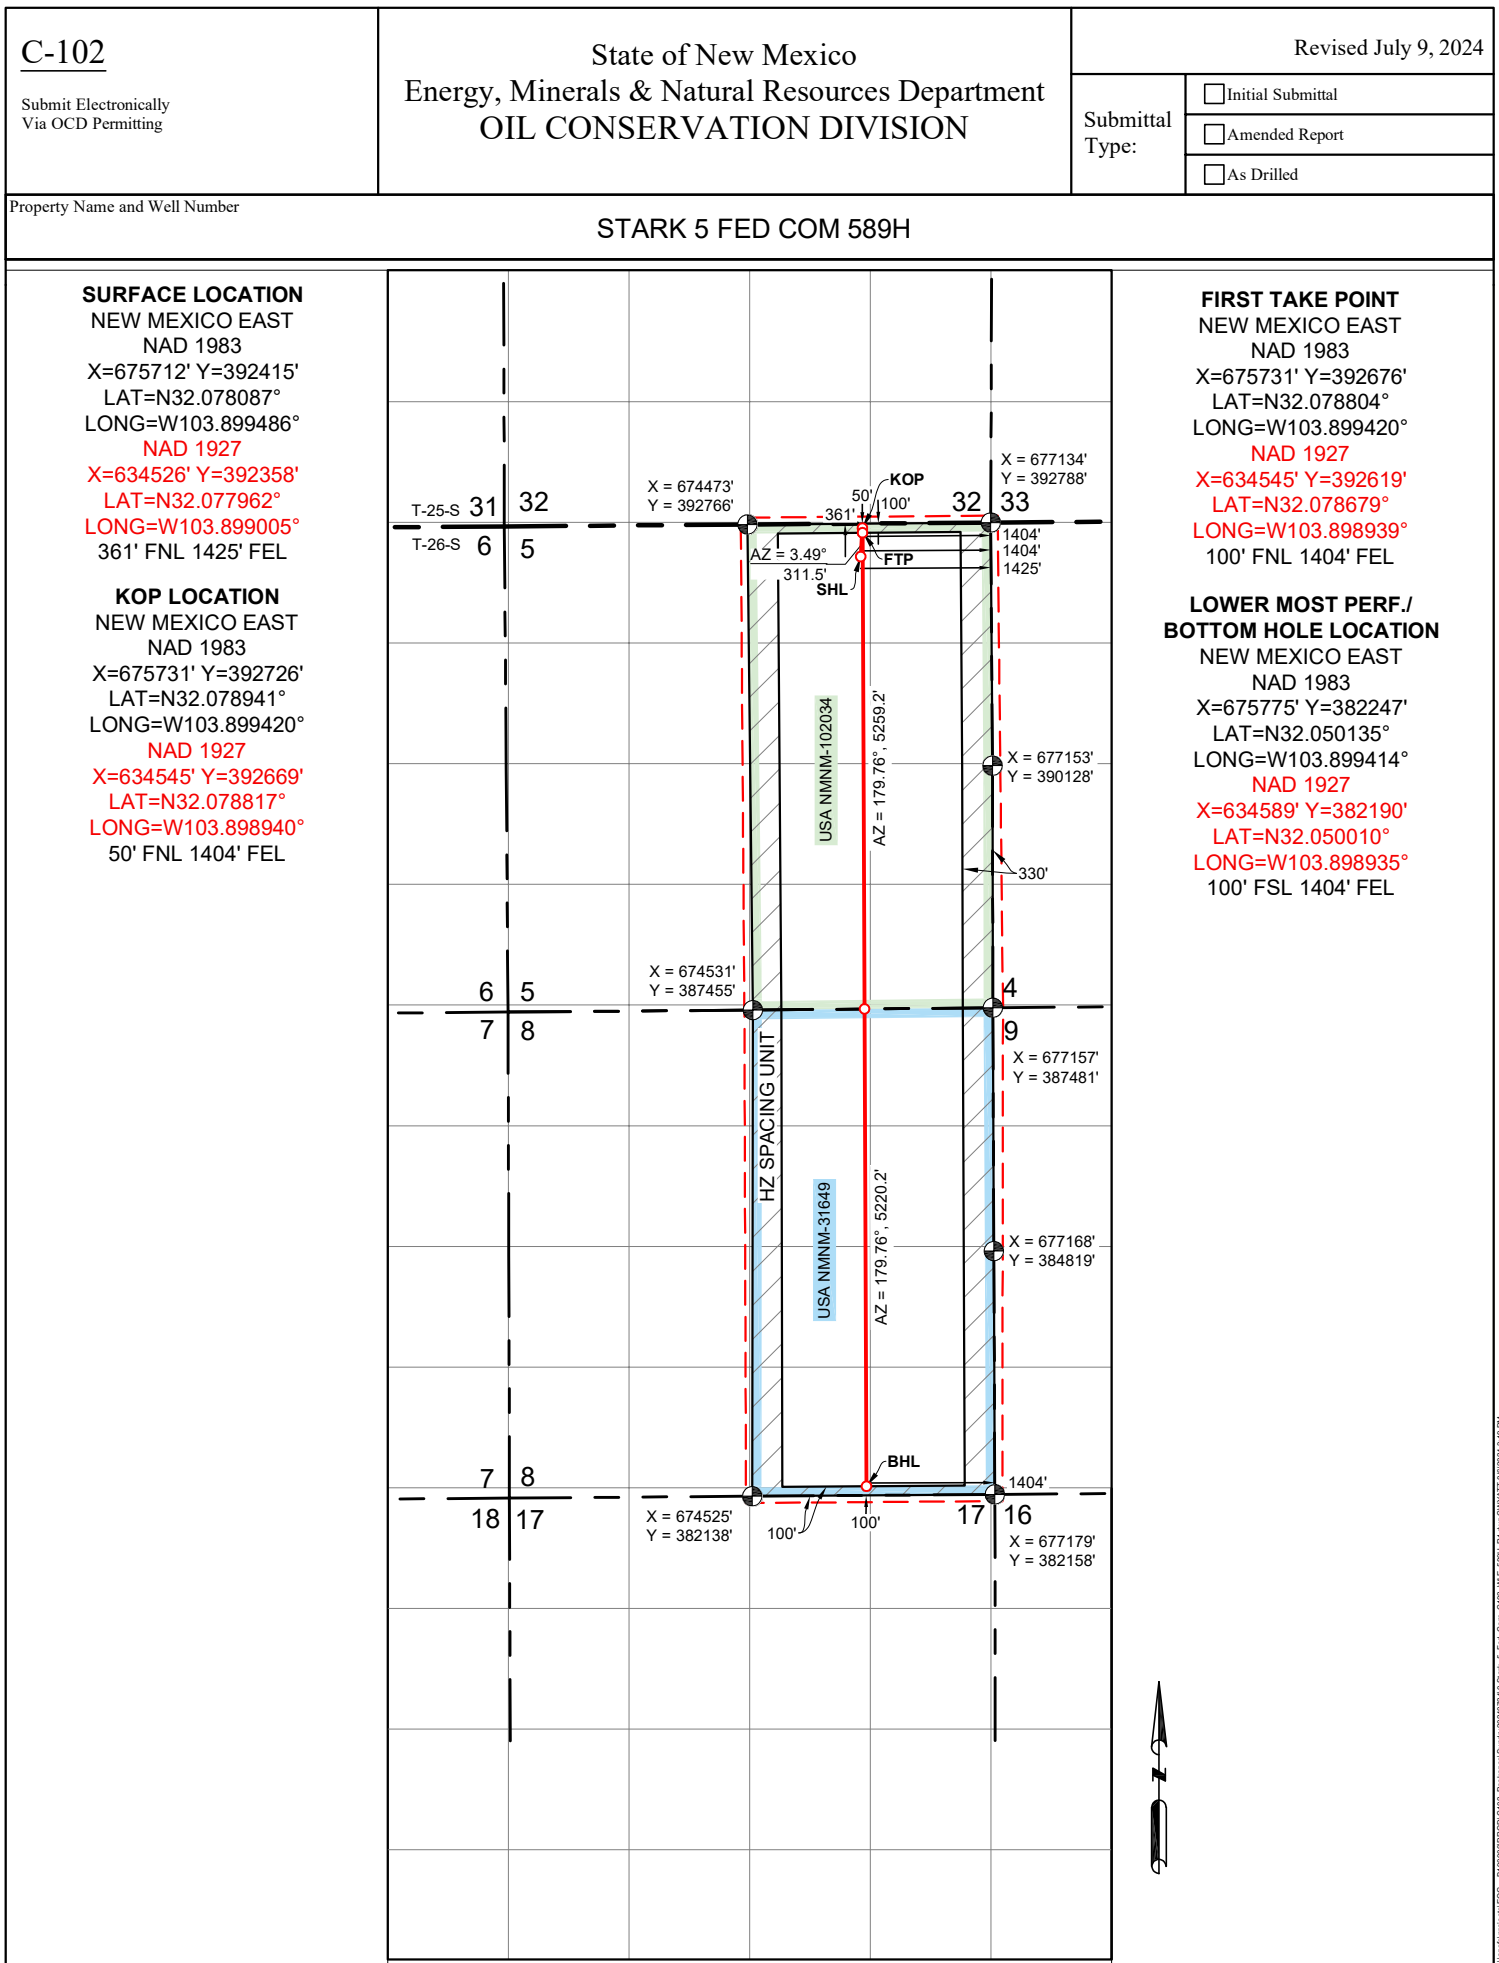 C-102
Submit Electronically
Via OCD Permitting
State of New Mexico
Energy, Minerals & Natural Resources Department
OIL CONSERVATION DIVISION
Revised July 9, 2024
Submittal
Type:
Initial Submittal
Amended Report
As Drilled
Property Name and Well Number
STARK 5 FED COM 589H
SURFACE LOCATION
NEW MEXICO EAST
NAD 1983
X=675712' Y=392415'
LAT=N32.078087°
LONG=W103.899486°
NAD 1927
X=634526' Y=392358'
LAT=N32.077962°
LONG=W103.899005°
361' FNL 1425' FEL
KOP LOCATION
NEW MEXICO EAST
NAD 1983
X=675731' Y=392726'
LAT=N32.078941°
LONG=W103.899420°
NAD 1927
X=634545' Y=392669'
LAT=N32.078817°
LONG=W103.898940°
50' FNL 1404' FEL
X = 674473'
Y = 392766'
KOP
50'
100'
361'
X = 677134'
Y = 392788'
T-25-S 31 32
32 33
T-26-S 6 5
1404'
1404'
1425'
AZ = 3.49°
311.5'
FTP
SHL
USA NMNM-102034
AZ = 179.76°, 5259.2'
X = 677153'
Y = 390128'
330'
X = 674531'
Y = 387455'
6 5
4
7 8
9
X = 677157'
Y = 387481'
HZ SPACING UNIT
USA NMNM-31649
AZ = 179.76°, 5220.2'
X = 677168'
Y = 384819'
BHL
1404'
7 8
18 17
17 16
X = 674525'
Y = 382138'
100'
100'
X = 677179'
Y = 382158'
FIRST TAKE POINT
NEW MEXICO EAST
NAD 1983
X=675731' Y=392676'
LAT=N32.078804°
LONG=W103.899420°
NAD 1927
X=634545' Y=392619'
LAT=N32.078679°
LONG=W103.898939°
100' FNL 1404' FEL
LOWER MOST PERF./
BOTTOM HOLE LOCATION
NEW MEXICO EAST
NAD 1983
X=675775' Y=382247'
LAT=N32.050135°
LONG=W103.899414°
NAD 1927
X=634589' Y=382190'
LAT=N32.050010°
LONG=W103.898935°
100' FSL 1404' FEL
N